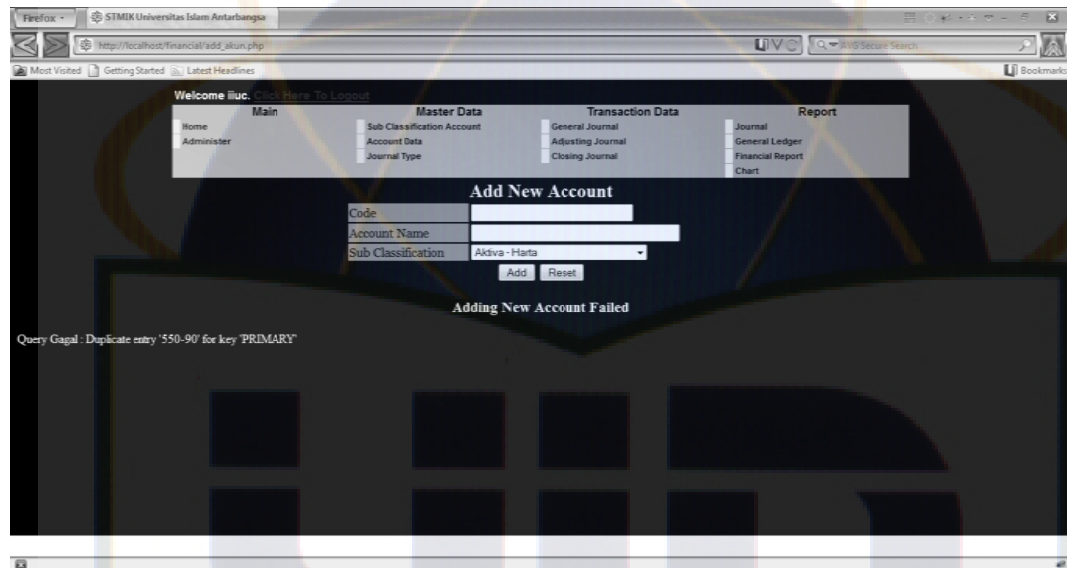 Firefox
STMIK Universitas Islam Antarbangsa
http://localhost/financial/add_akun.php
AVG Secure Search
Most Visited Getting Started Latest Headlines Bookmarks
Welcome iiuc. Click Here To Logout
Main Master Data Transaction Data Report
Home Sub Classification Account General Journal Journal
Administer Account Data Adjusting Journal General Ledger
Journal Type Closing Journal Financial Report
Chart
Add New Account
Code
Account Name
Sub Classification Aktiva - Harta
Add Reset
Adding New Account Failed
Query Gagal : Duplicate entry '550-90' for key 'PRIMARY'